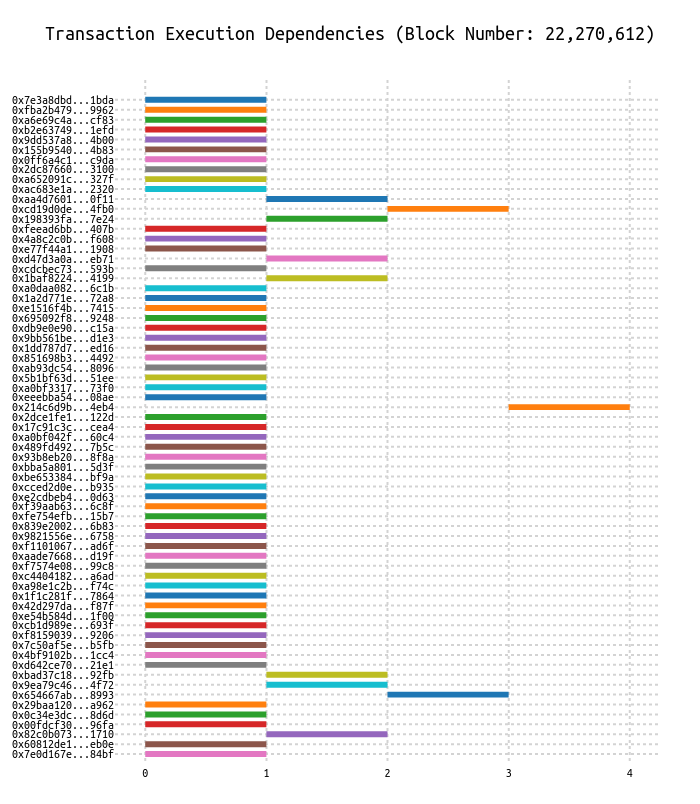 Transaction Execution Dependencies (Block Number: 22,270,612)
0x7e3a8dbd...1bda
0xfba2b479...9962
0xa6e69c4a...cf83
0xb2e63749...1efd
0x9dd537a8...4b00
0x155b9540...4b83
0x0ff6a4c1...c9da
0x2dc87660...3100
0xa652091c...327f
0xac683e1a...2320
0xaa4d7601...0f11
0xcd19d0de...4fb0
0x198393fa...7e24
0xfeead6bb...407b
0x4a8c2c0b...f608
0xe77f44a1...1908
0xd47d3a0a...eb71
0xcdcbec73...593b
0x1baf8224...4199
0xa0daa082...6c1b
0x1a2d771e...72a8
0xe1516f4b...7415
0x695092f8...9248
0xdb9e0e90...c15a
0x9bb561be...d1e3
0x1dd787d7...ed16
0x851698b3...4492
0xab93dc54...8096
0x5b1bf63d...51ee
0xa0bf3317...73f0
0xeeebba54...08ae
0x214c6d9b...4eb4
0x2dce1fe1...122d
0x17c91c3c...cea4
0xa0bf042f...60c4
0x489fd492...7b5c
0x93b8eb20...8f8a
0xbba5a801...5d3f
0xbe653384...bf9a
0xcced2d0e...b935
0xe2cdbeb4...0d63
0xf39aab63...6c8f
0xfe754efb...15b7
0x839e2002...6b83
0x9821556e...6758
0xf1101067...ad6f
0xaade7668...d19f
0xf7574e08...99c8
0xc4404182...a6ad
0xa98e1c2b...f74c
0x1f1c281f...7864
0x42d297da...f87f
0xe54b584d...1f00
0xcb1d989e...693f
0xf8159039...9206
0x7c50af5e...b5fb
0x4bf9102b...1cc4
0xd642ce70...21e1
0xbad37c18...92fb
0x9ea79c46...4f72
0x654667ab...8993
0x29baa120...a962
0x0c34e3dc...8d6d
0x00fdcf30...96fa
0x82c0b073...1710
0x60812de1...eb0e
0x7e0d167e...84bf
0 1 2 3 4